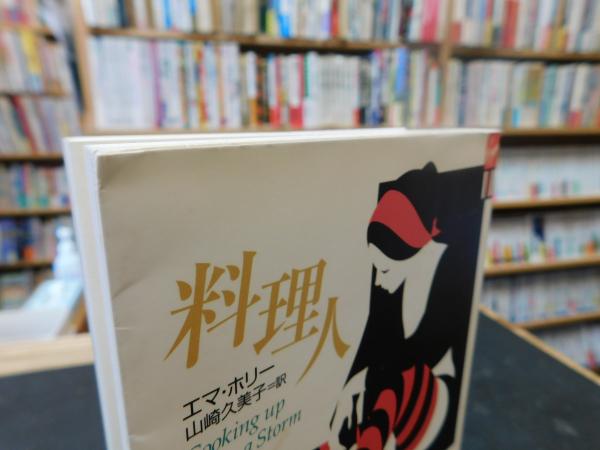 料理人
エマ・ホリー
山崎久美子=訳
Cooking up
a Storm